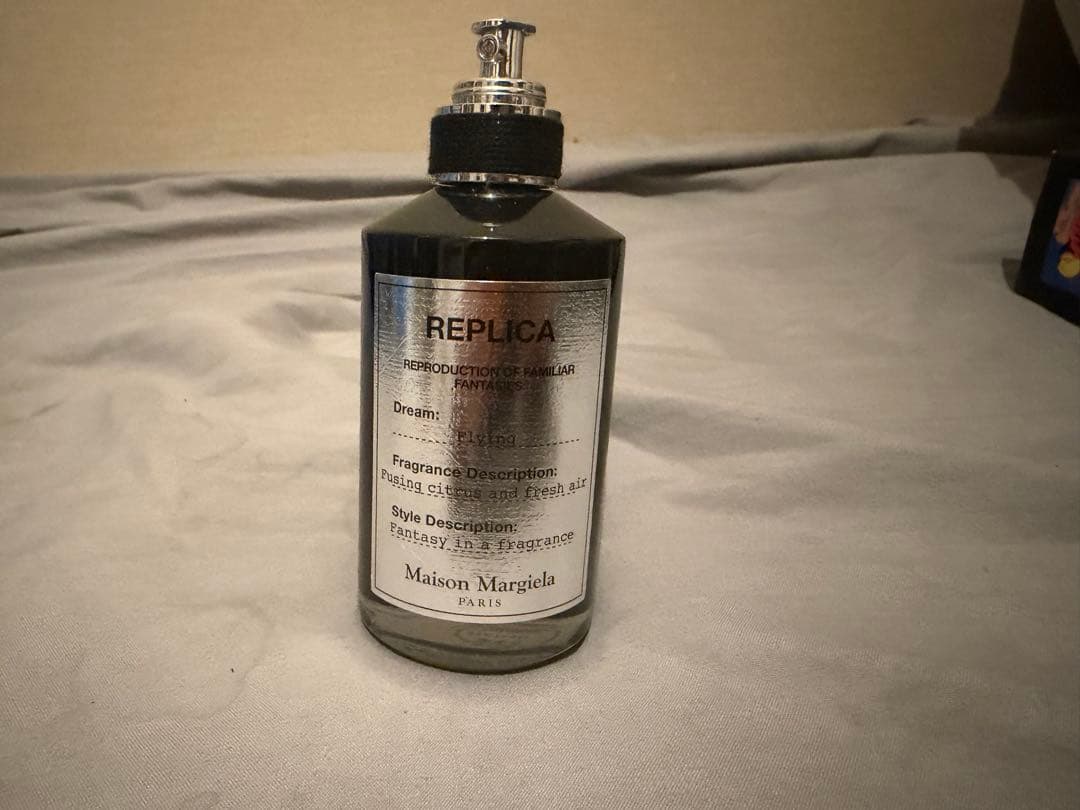 REPLICA
REPRODUCTION OF FAMILIAR
FANTASIES
Dream:
Flying
Fragrance Description:
Fusing citrus and fresh air
Style Description:
Fantasy in a fragrance
Maison Margiela
PARIS